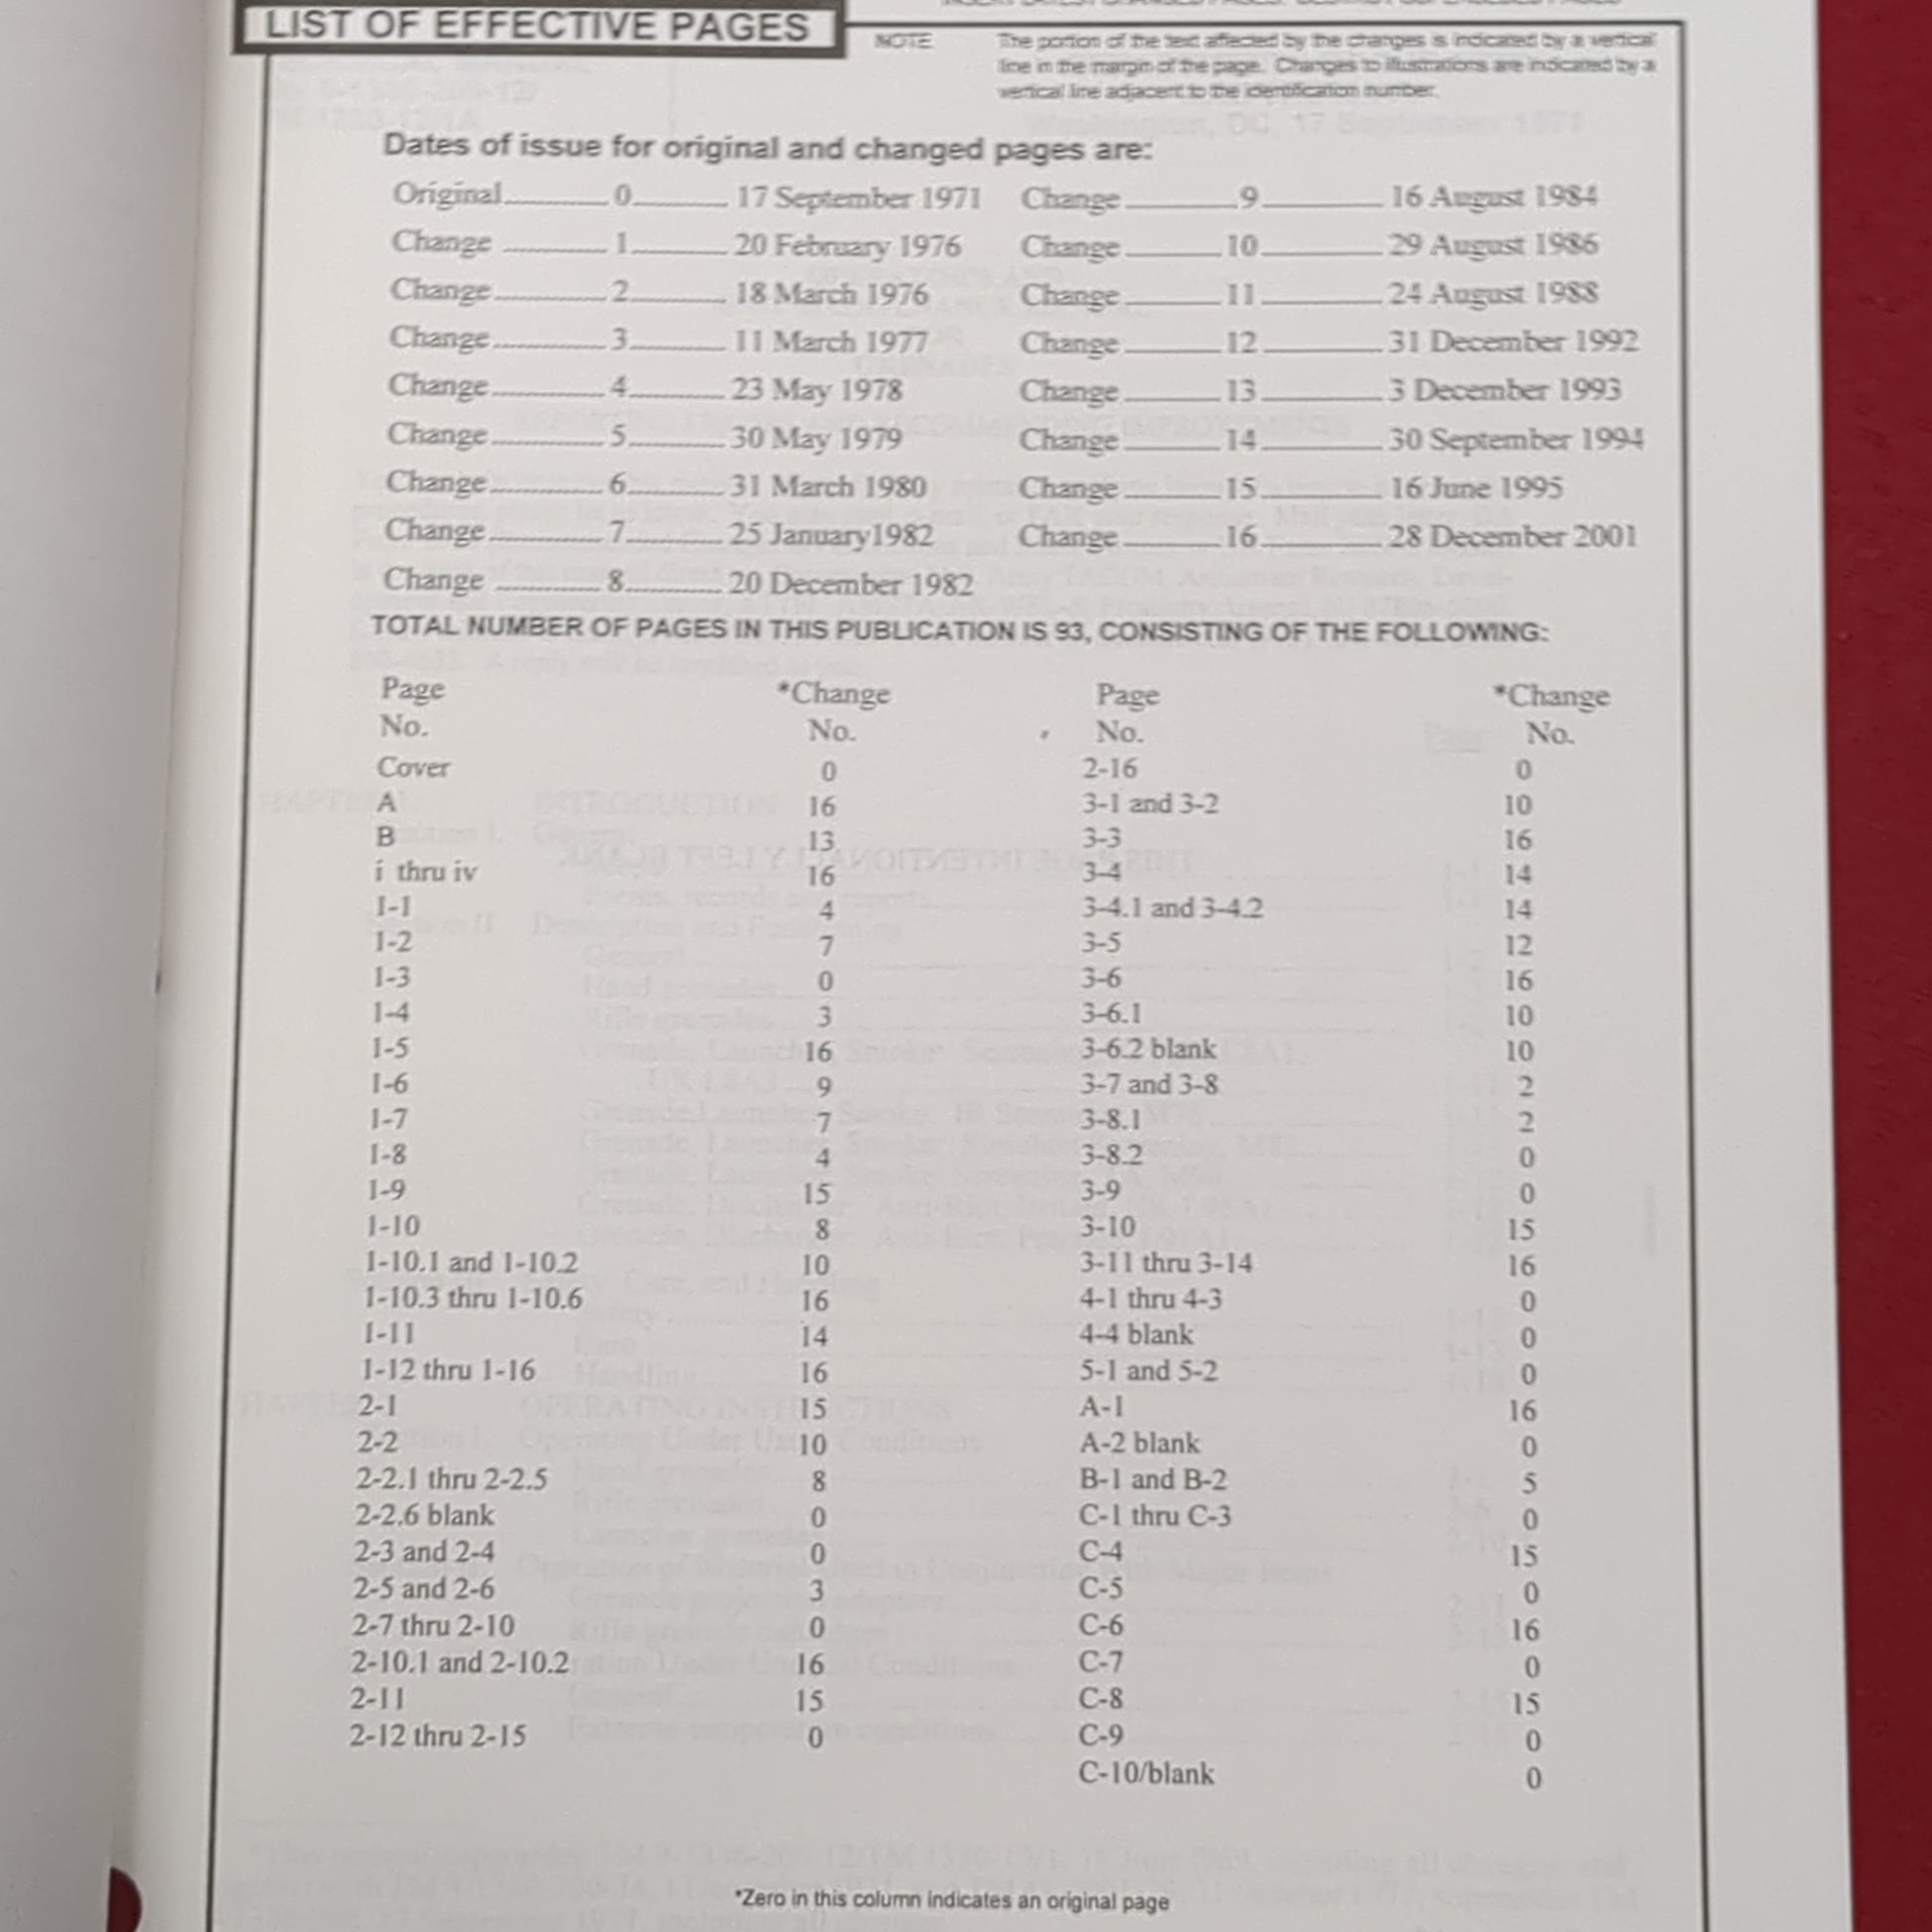 LIST OF EFFECTIVE PAGES
NOTE The portion of the text affected by the changes is indicated by a vertical
line in the margin of the page. Changes to illustrations are indicated by a
vertical line adjacent to the identification number.
Washington, DC, 17 September 1971
Dates of issue for original and changed pages are:
Original 0 17 September 1971 Change 9 16 August 1984
Change 1 20 February 1976 Change 10 29 August 1986
Change 2 18 March 1976 Change 11 24 August 1988
Change 3 11 March 1977 Change 12 31 December 1992
Change 4 23 May 1978 Change 13 3 December 1993
Change 5 30 May 1979 Change 14 30 September 1994
Change 6 31 March 1980 Change 15 16 June 1995
Change 7 25 January1982 Change 16 28 December 2001
Change 8 20 December 1982
TOTAL NUMBER OF PAGES IN THIS PUBLICATION IS 93, CONSISTING OF THE FOLLOWING:
Page *Change Page *Change
No. No. No. No.
Cover 0 2-16 0
A 16 3-1 and 3-2 10
B 13 3-3 16
i thru iv 16 3-4 14
1-1 4 3-4.1 and 3-4.2 14
1-2 7 3-5 12
1-3 0 3-6 16
1-4 3 3-6.1 10
1-5 16 3-6.2 blank 10
1-6 9 3-7 and 3-8 2
1-7 7 3-8.1 2
1-8 4 3-8.2 0
1-9 15 3-9 0
1-10 8 3-10 15
1-10.1 and 1-10.2 10 3-11 thru 3-14 16
1-10.3 thru 1-10.6 16 4-1 thru 4-3 0
1-11 14 4-4 blank 0
1-12 thru 1-16 16 5-1 and 5-2 0
2-1 15 A-1 16
2-2 10 A-2 blank 0
2-2.1 thru 2-2.5 8 B-1 and B-2 5
2-2.6 blank 0 C-1 thru C-3 0
2-3 and 2-4 0 C-4 15
2-5 and 2-6 3 C-5 0
2-7 thru 2-10 0 C-6 16
2-10.1 and 2-10.2 16 C-7 0
2-11 15 C-8 15
2-12 thru 2-15 0 C-9 0
C-10/blank 0
*Zero in this column indicates an original page